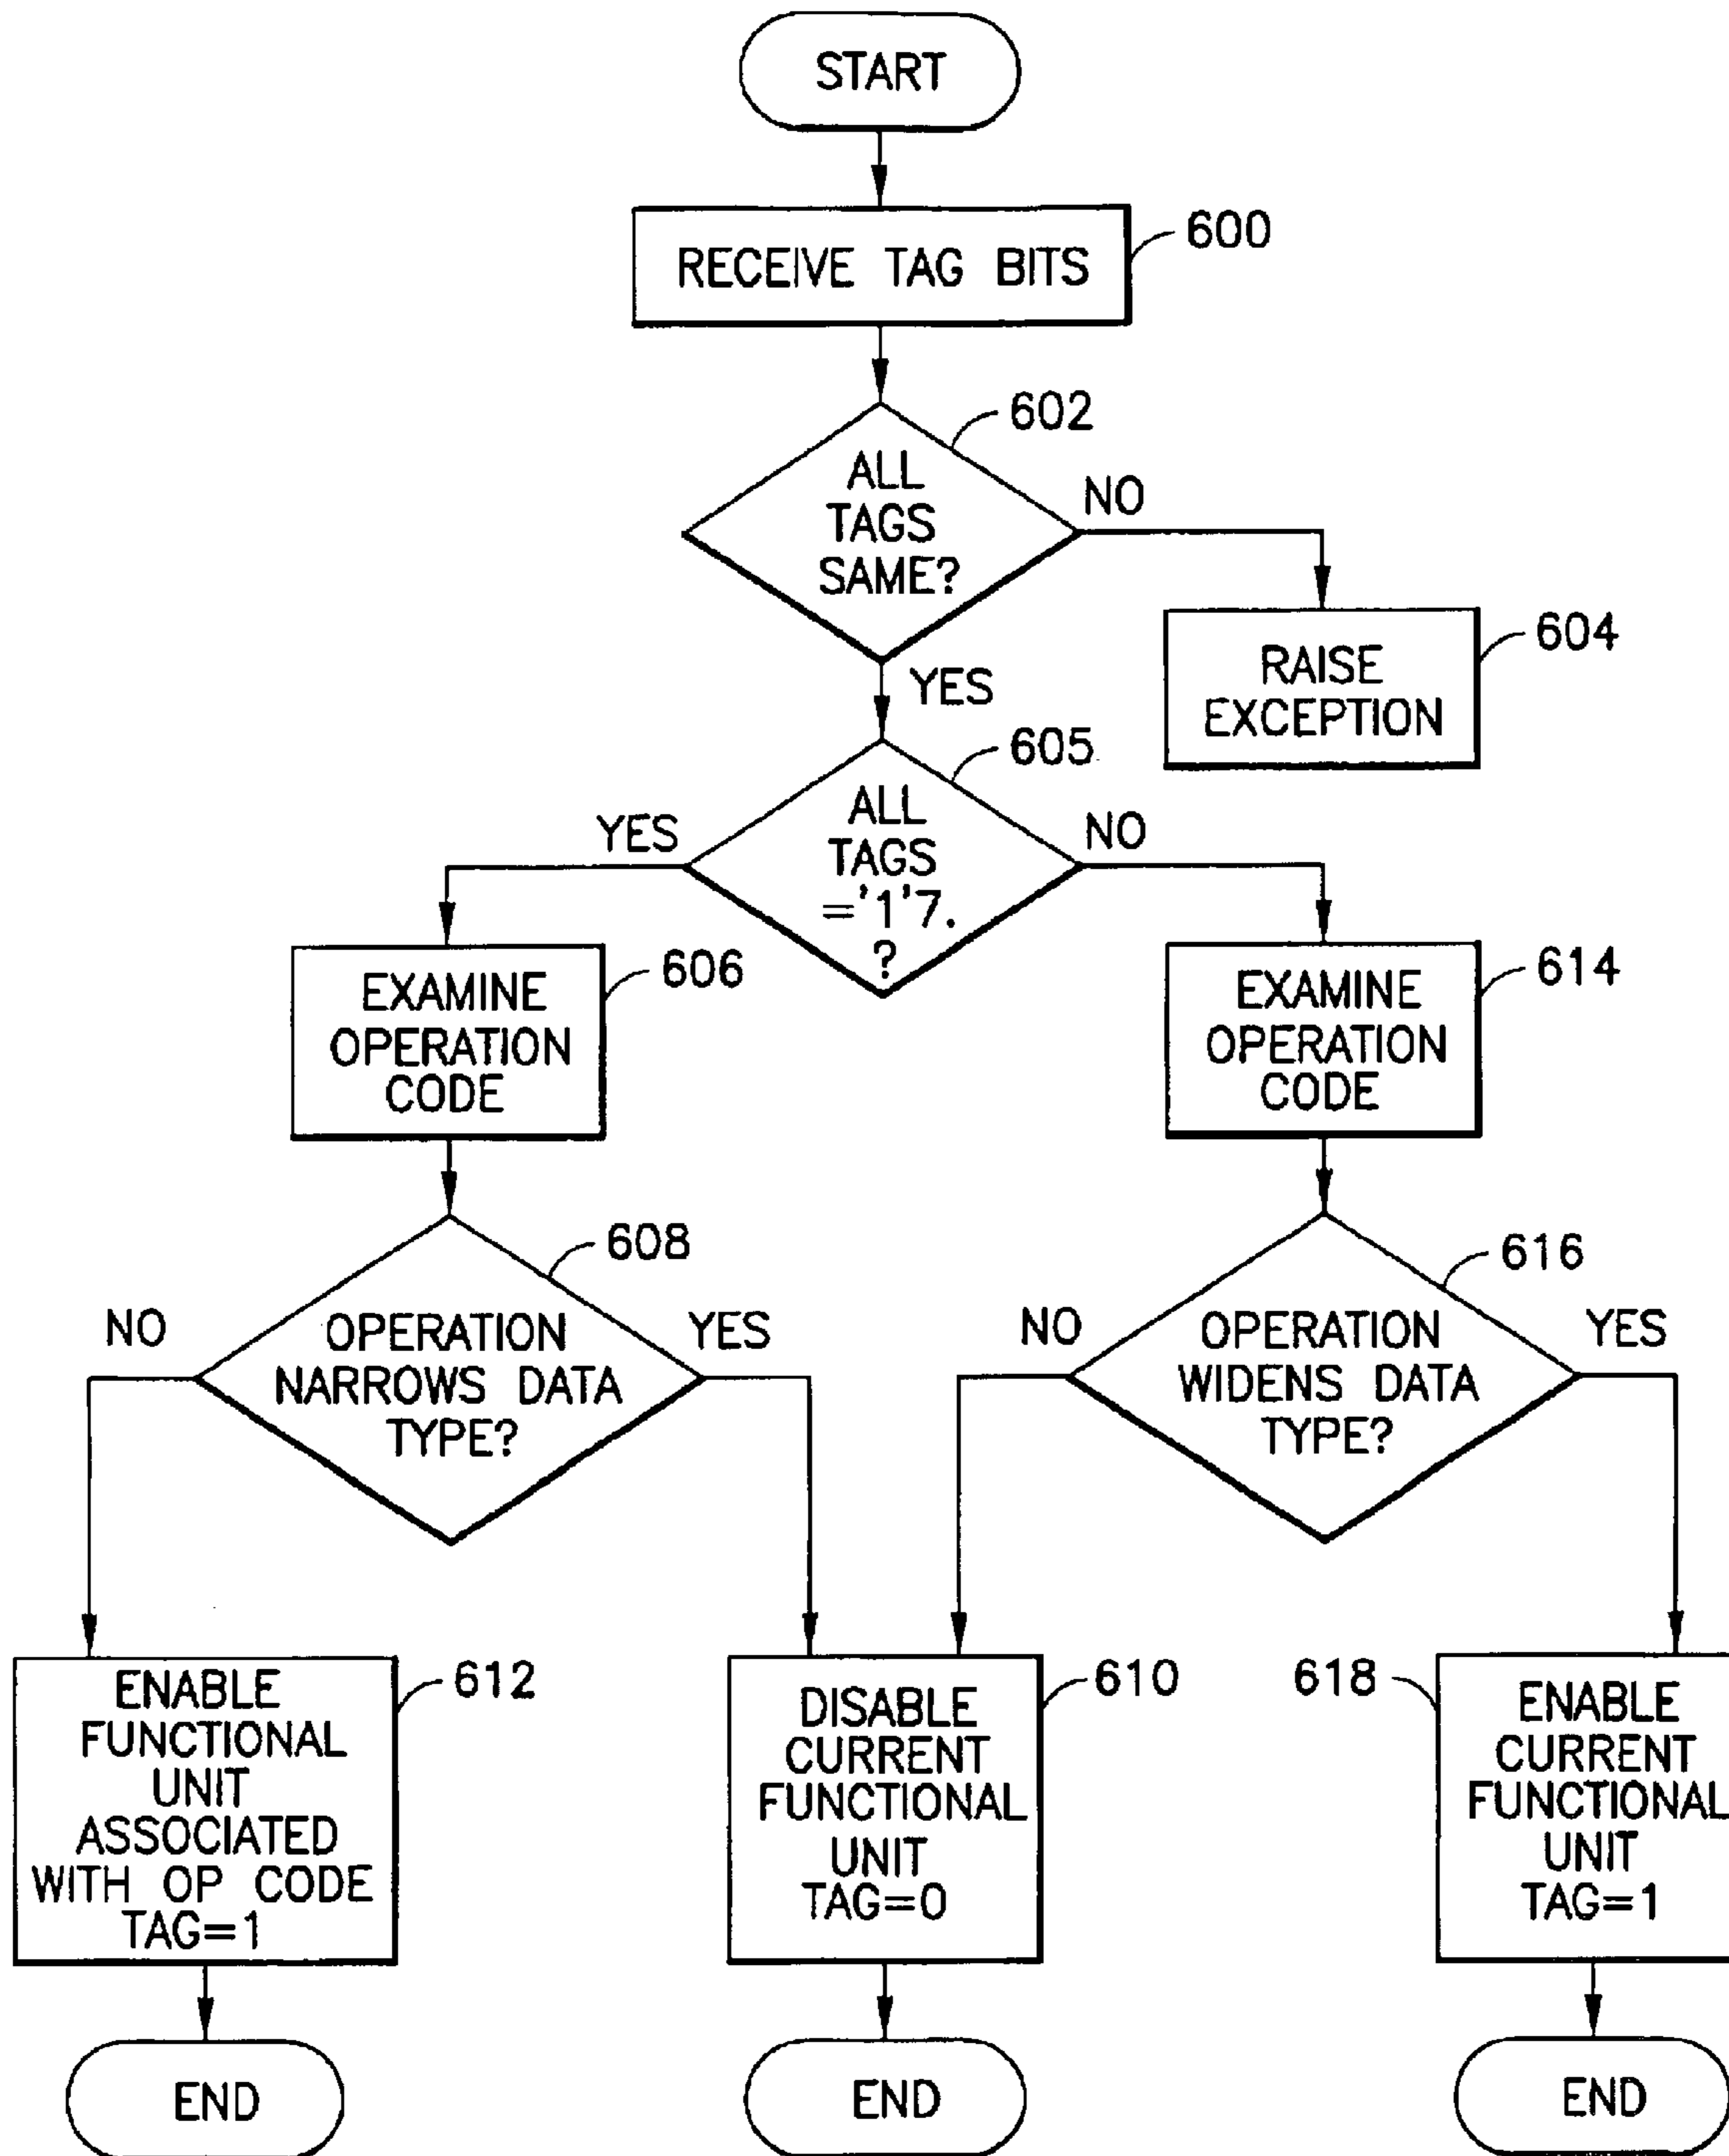 START
RECEIVE TAG BITS
600
602
ALL
TAGS
SAME?
NO
604
RAISE
EXCEPTION
YES
605
ALL
TAGS
='1'7.
?
YES
NO
606
EXAMINE
OPERATION
CODE
614
EXAMINE
OPERATION
CODE
608
OPERATION
NARROWS DATA
TYPE?
NO
YES
616
OPERATION
WIDENS DATA
TYPE?
NO
YES
612
ENABLE
FUNCTIONAL
UNIT
ASSOCIATED
WITH OP CODE
TAG=1
610
DISABLE
CURRENT
FUNCTIONAL
UNIT
TAG=0
618
ENABLE
CURRENT
FUNCTIONAL
UNIT
TAG=1
END
END
END